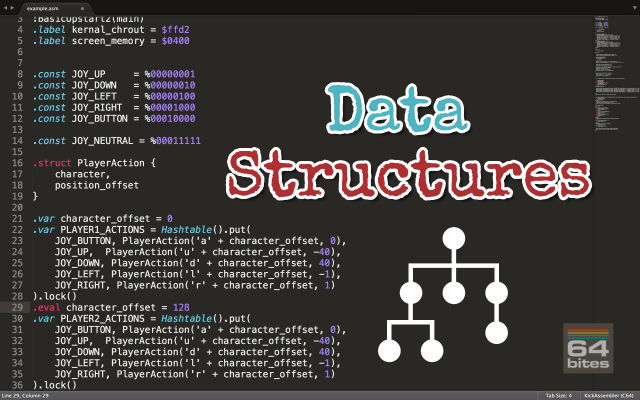 example.asm
3 :BasicUpstart2(main)
4 .label kernal_chrout = $ffd2
5 .label screen_memory = $0400
6
7
8 .const JOY_UP = %00000001
9 .const JOY_DOWN = %00000010
10 .const JOY_LEFT = %00000100
11 .const JOY_RIGHT = %00001000
12 .const JOY_BUTTON = %00010000
13
14 .const JOY_NEUTRAL = %00011111
15
16 .struct PlayerAction {
17 character,
18 position_offset
19 }
20
21 .var character_offset = 0
22 .var PLAYER1_ACTIONS = Hashtable().put(
23 JOY_BUTTON, PlayerAction('a' + character_offset, 0),
24 JOY_UP, PlayerAction('u' + character_offset, -40),
25 JOY_DOWN, PlayerAction('d' + character_offset, 40),
26 JOY_LEFT, PlayerAction('l' + character_offset, -1),
27 JOY_RIGHT, PlayerAction('r' + character_offset, 1)
28 ).lock()
29 .eval character_offset = 128
30 .var PLAYER2_ACTIONS = Hashtable().put(
31 JOY_BUTTON, PlayerAction('a' + character_offset, 0),
32 JOY_UP, PlayerAction('u' + character_offset, -40),
33 JOY_DOWN, PlayerAction('d' + character_offset, 40),
34 JOY_LEFT, PlayerAction('l' + character_offset, -1),
35 JOY_RIGHT, PlayerAction('r' + character_offset, 1)
36 ).lock()
Data
Structures
64
bites
Line 29, Column 29
Tab Size: 4
KickAssembler (C64)